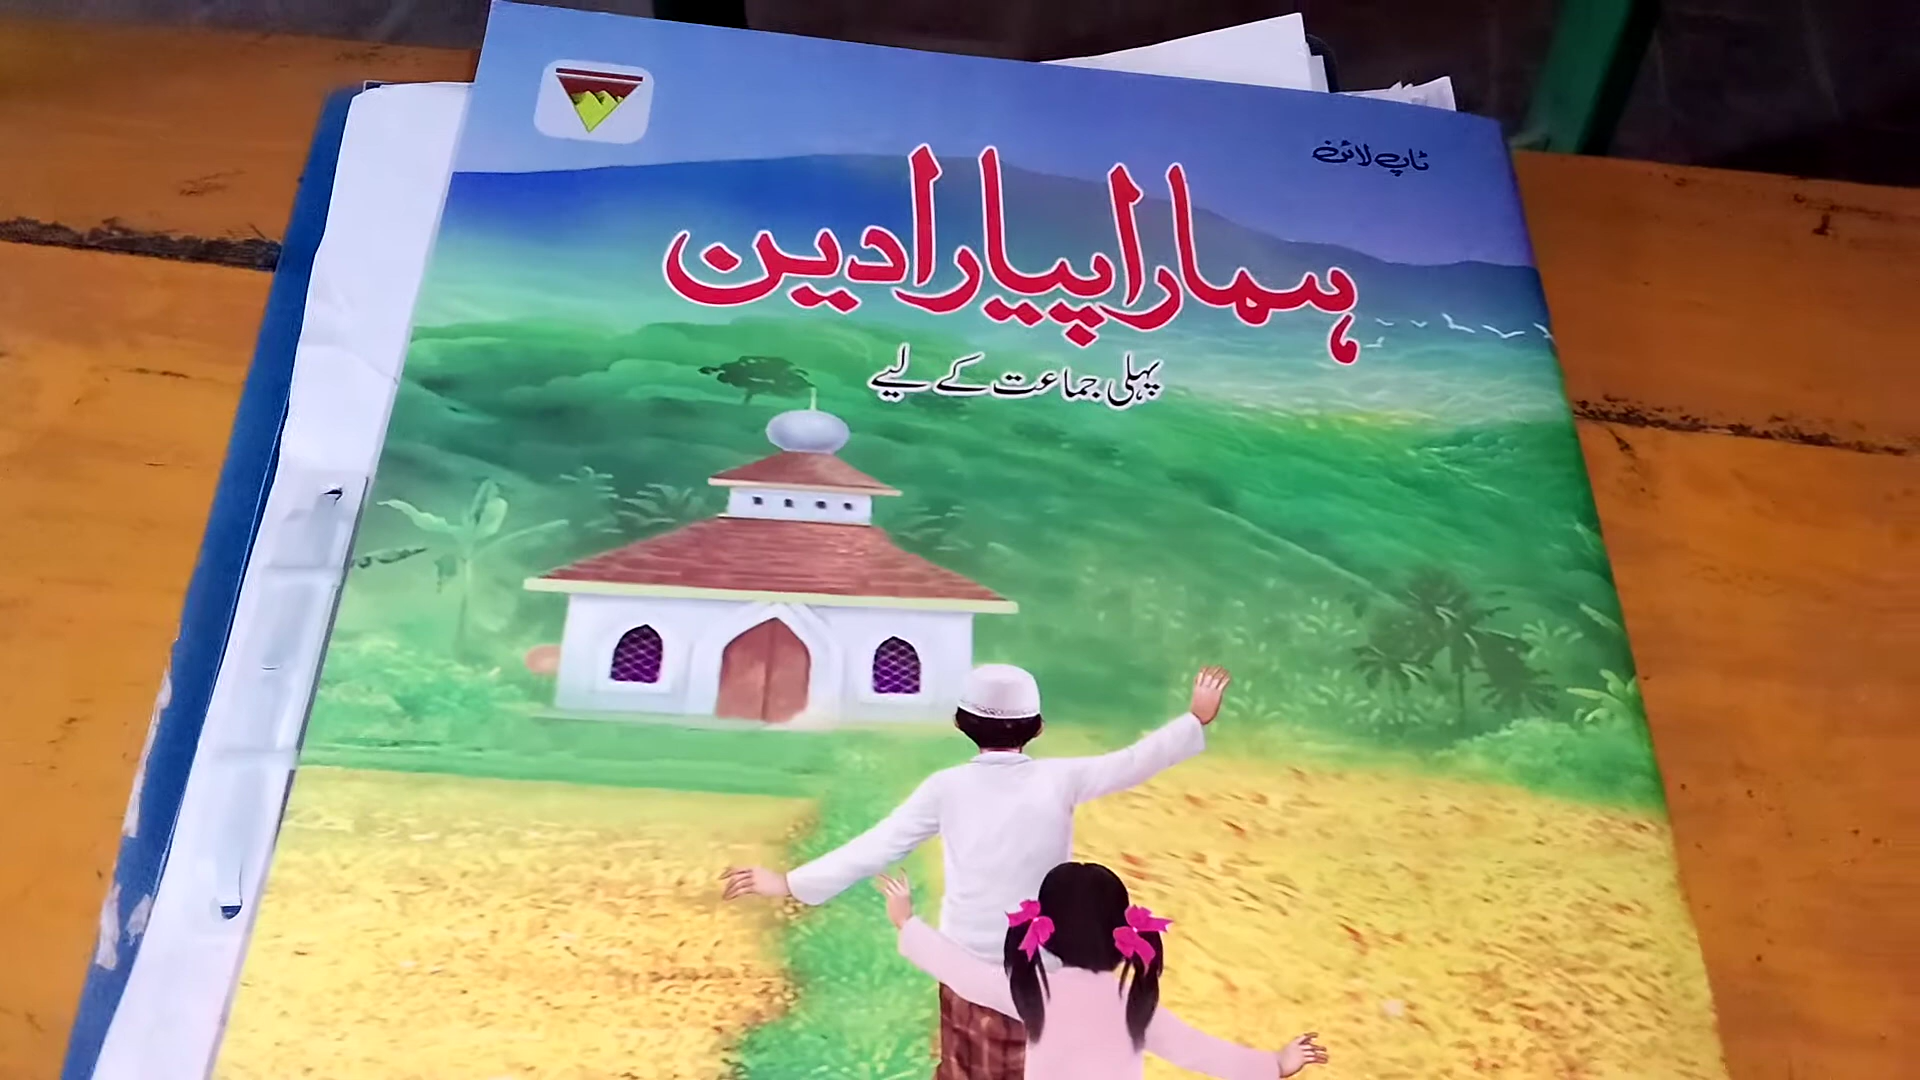 ٹاپ لائن
ہمارا پیارا دین
پہلی جماعت کے لیے